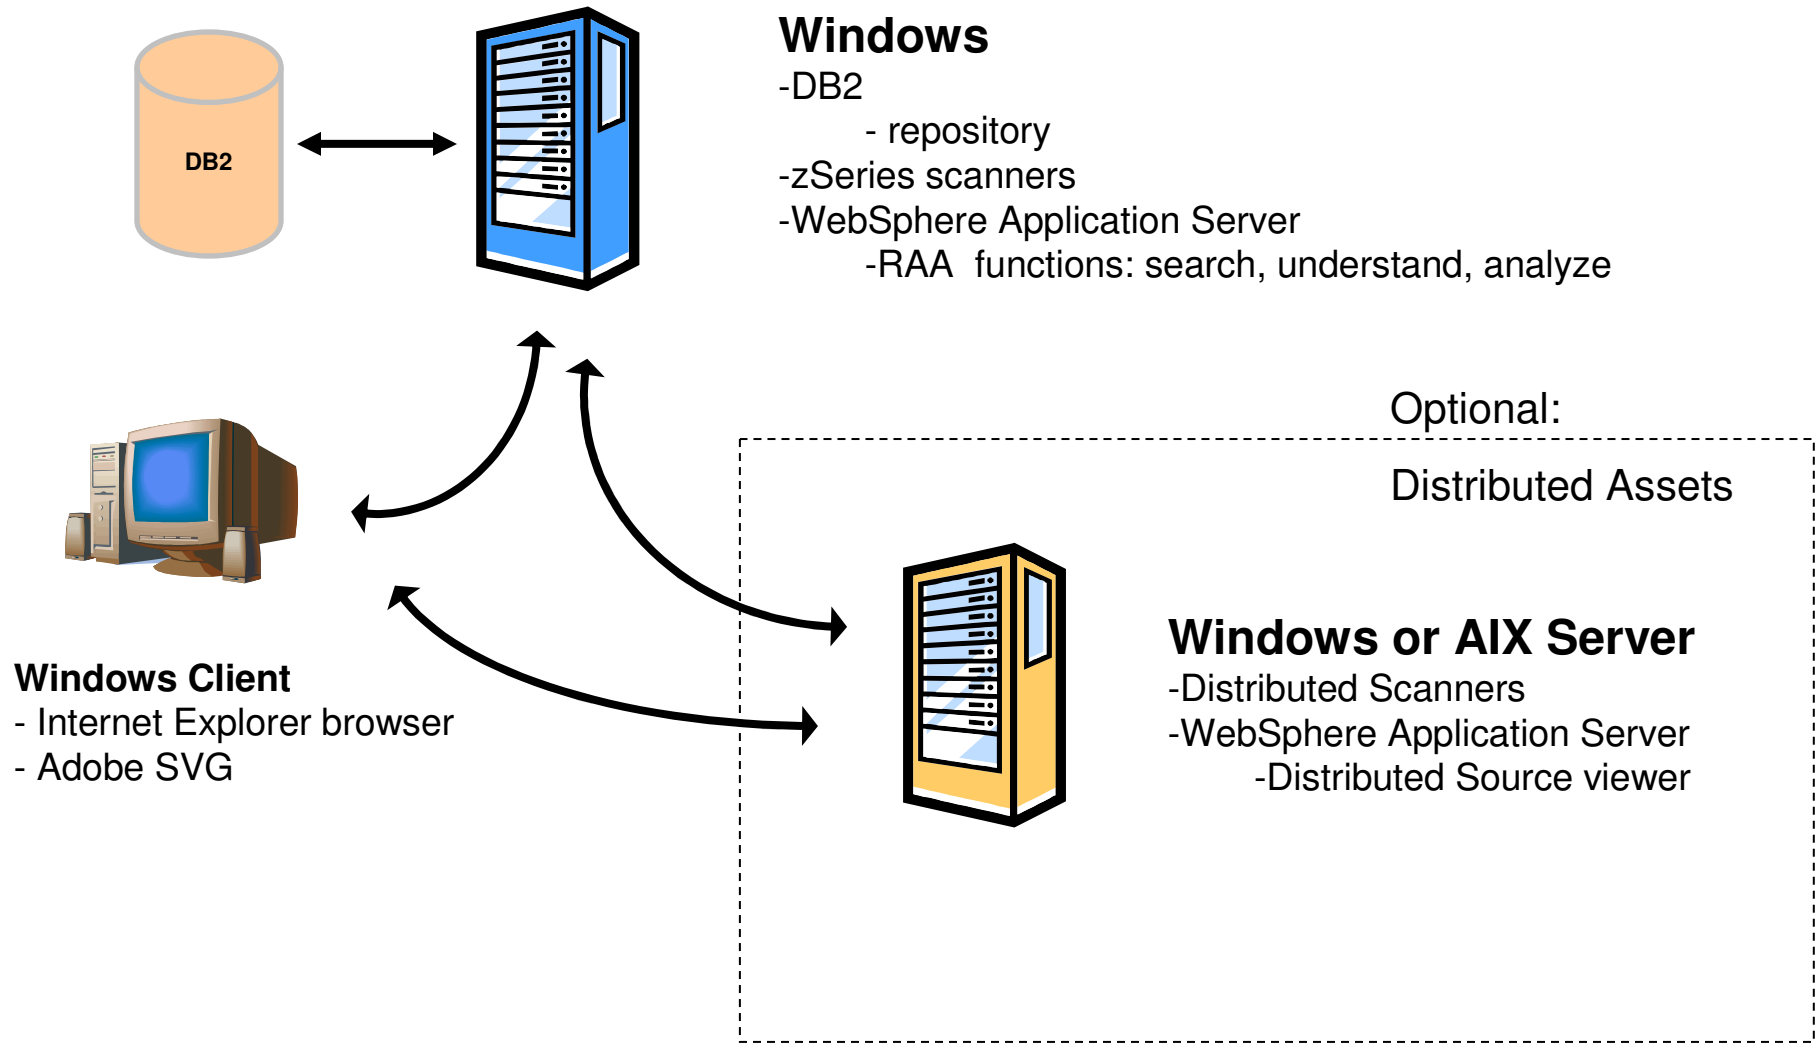 Windows
-DB2
- repository
-zSeries scanners
-WebSphere Application Server
-RAA functions: search, understand, analyze
DB2
Optional:
Distributed Assets
Windows or AIX Server
-Distributed Scanners
-WebSphere Application Server
-Distributed Source viewer
Windows Client
- Internet Explorer browser
- Adobe SVG